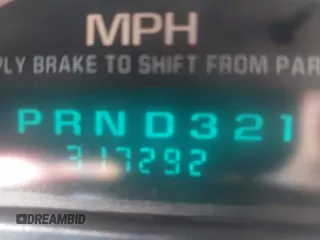 MPH
PLY BRAKE TO SHIFT FROM PAR
PRND321
317292
DREAMBID